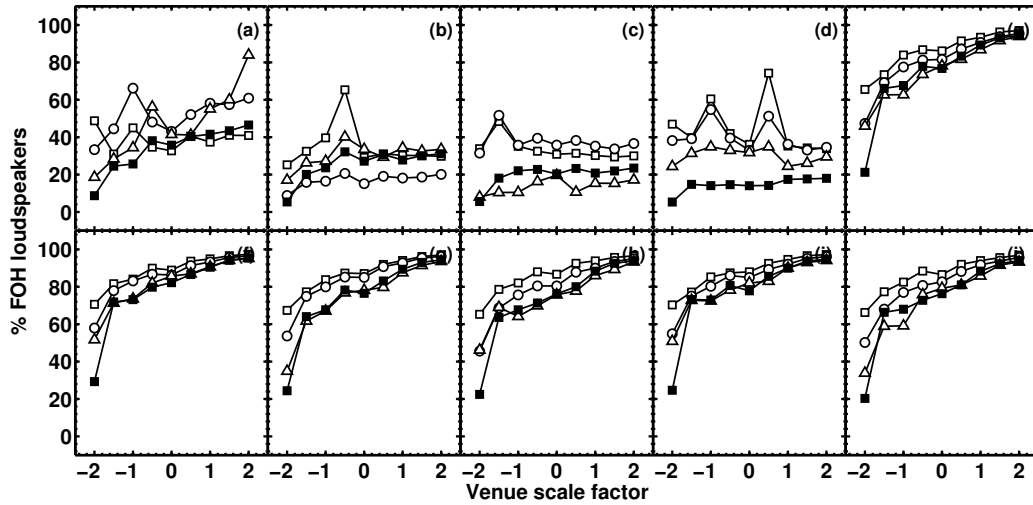 100
80
60
40
20
0
(a)
(b)
(c)
(d)
100
80
60
40
20
0
% FOH loudspeakers
−2 −1 0 1 2 −2 −1 0 1 2 −2 −1 0 1 2 −2 −1 0 1 2 −2 −1 0 1 2
Venue scale factor